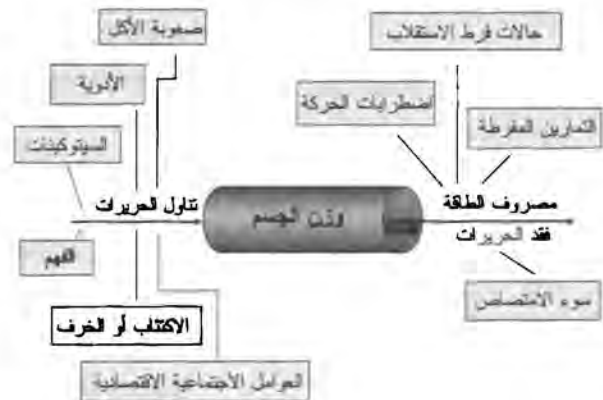 صعوبة الأكل
حالات فرط الاستقلاب
الأدوية
اضطرابات الحركة
التمارين المفرطة
السيتوكينات
تناول الحريرات
وزن الجسم
مصروف الطاقة
فقد الحريرات
الفهم
سوء الامتصاص
الاكتئاب أو الخرف
العوامل الاجتماعية الاقتصادية